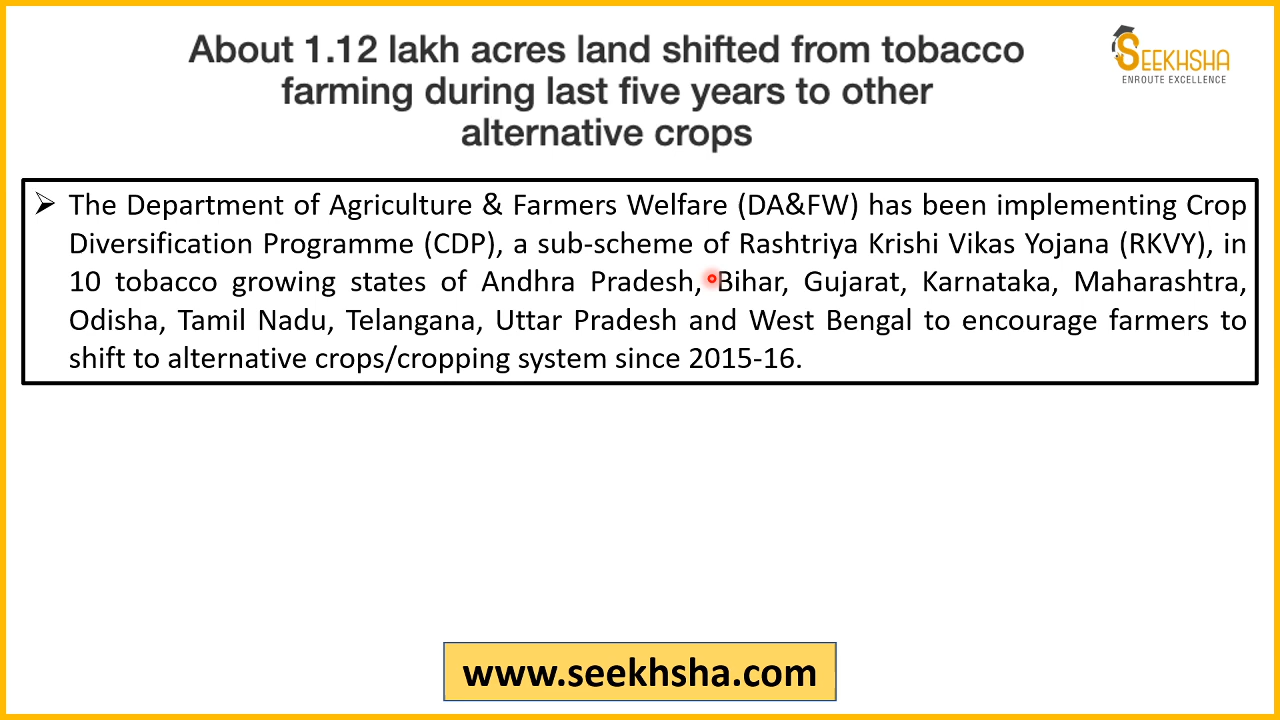 About 1.12 lakh acres land shifted from tobacco
farming during last five years to other
alternative crops
SEEKHSHA
ENROUTE EXCELLENCE
➢ The Department of Agriculture & Farmers Welfare (DA&FW) has been implementing Crop
Diversification Programme (CDP), a sub-scheme of Rashtriya Krishi Vikas Yojana (RKVY), in
10 tobacco growing states of Andhra Pradesh, Bihar, Gujarat, Karnataka, Maharashtra,
Odisha, Tamil Nadu, Telangana, Uttar Pradesh and West Bengal to encourage farmers to
shift to alternative crops/cropping system since 2015-16.
www.seekhsha.com